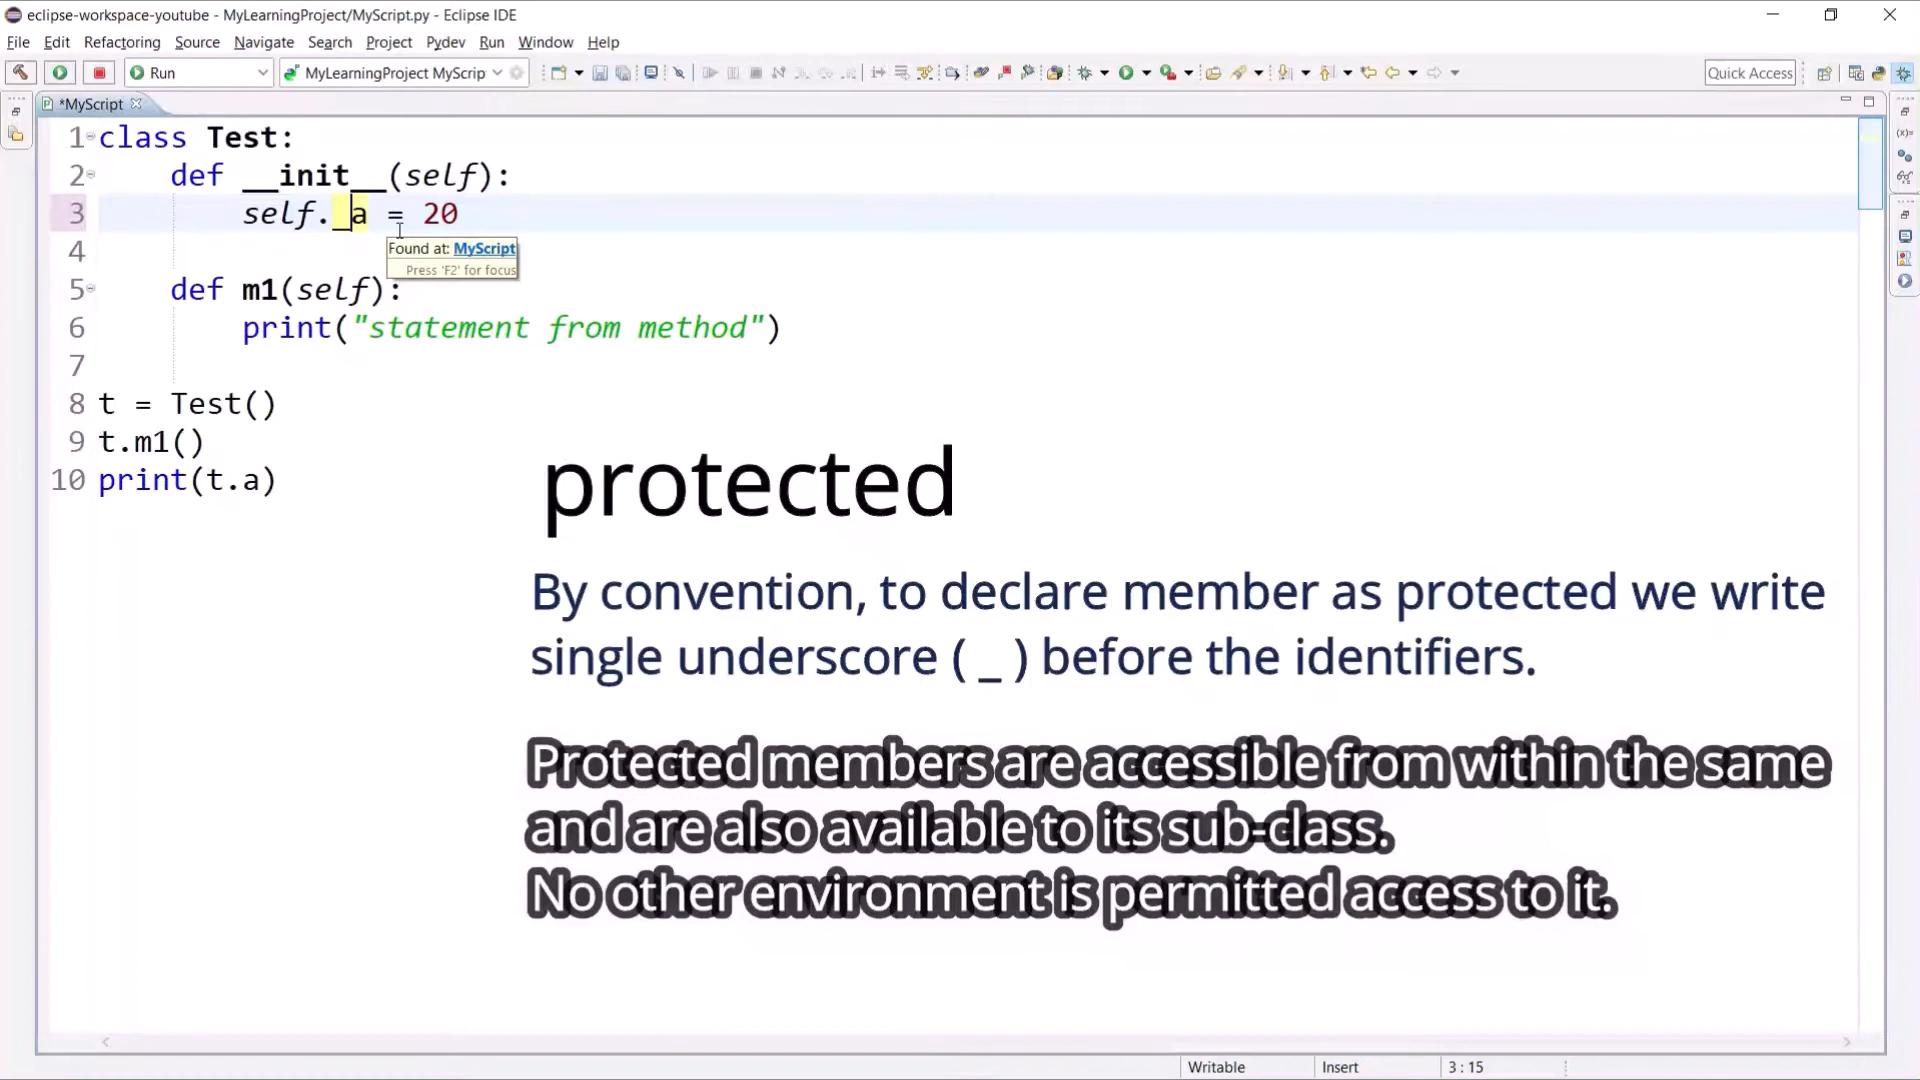 eclipse-workspace-youtube - MyLearningProject/MyScript.py - Eclipse IDE
File Edit Refactoring Source Navigate Search Project Pydev Run Window Help
Run MyLearningProject MyScrip Quick Access
*MyScript
1 class Test:
2 def __init__(self):
3 self._a = 20
4
Found at: MyScript
Press 'F2' for focus
5 def m1(self):
6 print("statement from method")
7
8 t = Test()
9 t.m1()
10 print(t.a)
protected
By convention, to declare member as protected we write
single underscore ( _ ) before the identifiers.
Protected members are accessible from within the same
and are also available to its sub-class.
No other environment is permitted access to it.
Writable Insert 3 : 15